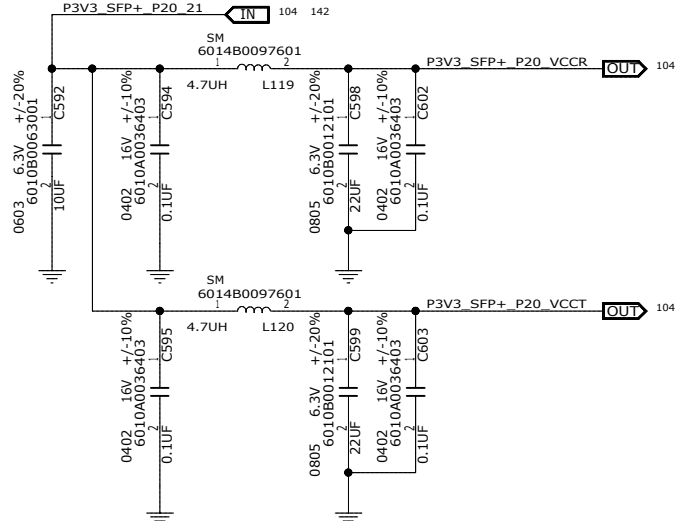 P3V3_SFP+_P20_21
IN
104 142
SM
6014B0097601
1 2
4.7UH L119
P3V3_SFP+_P20_VCCR
OUT
104
0603 6.3V +/-20%
6010B0063001
10UF 2 1 C592
0402 16V +/-10%
6010A0036403
0.1UF 2 1 C594
0805 6.3V +/-20%
6010B0012101
22UF 2 1 C598
0402 16V +/-10%
6010A0036403
0.1UF 2 1 C602
SM
6014B0097601
1 2
4.7UH L120
P3V3_SFP+_P20_VCCT
OUT
104
0402 16V +/-10%
6010A0036403
0.1UF 2 1 C595
0805 6.3V +/-20%
6010B0012101
22UF 2 1 C599
0402 16V +/-10%
6010A0036403
0.1UF 2 1 C603